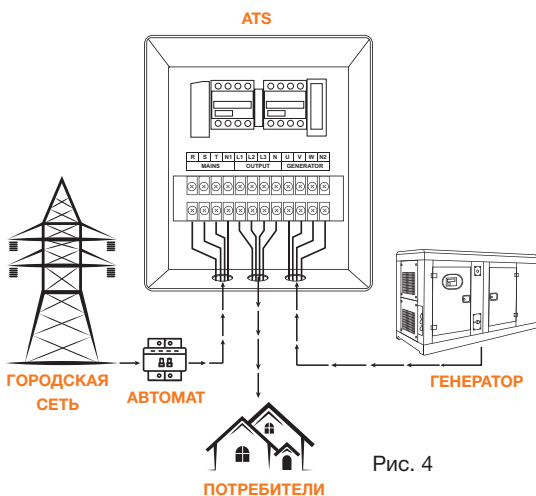 ATS
R S T N1 L1 L2 L3 N U V W N2
MAINS OUTPUT GENERATOR
ГОРОДСКАЯ
СЕТЬ
АВТОМАТ
ГЕНЕРАТОР
Рис. 4
ПОТРЕБИТЕЛИ